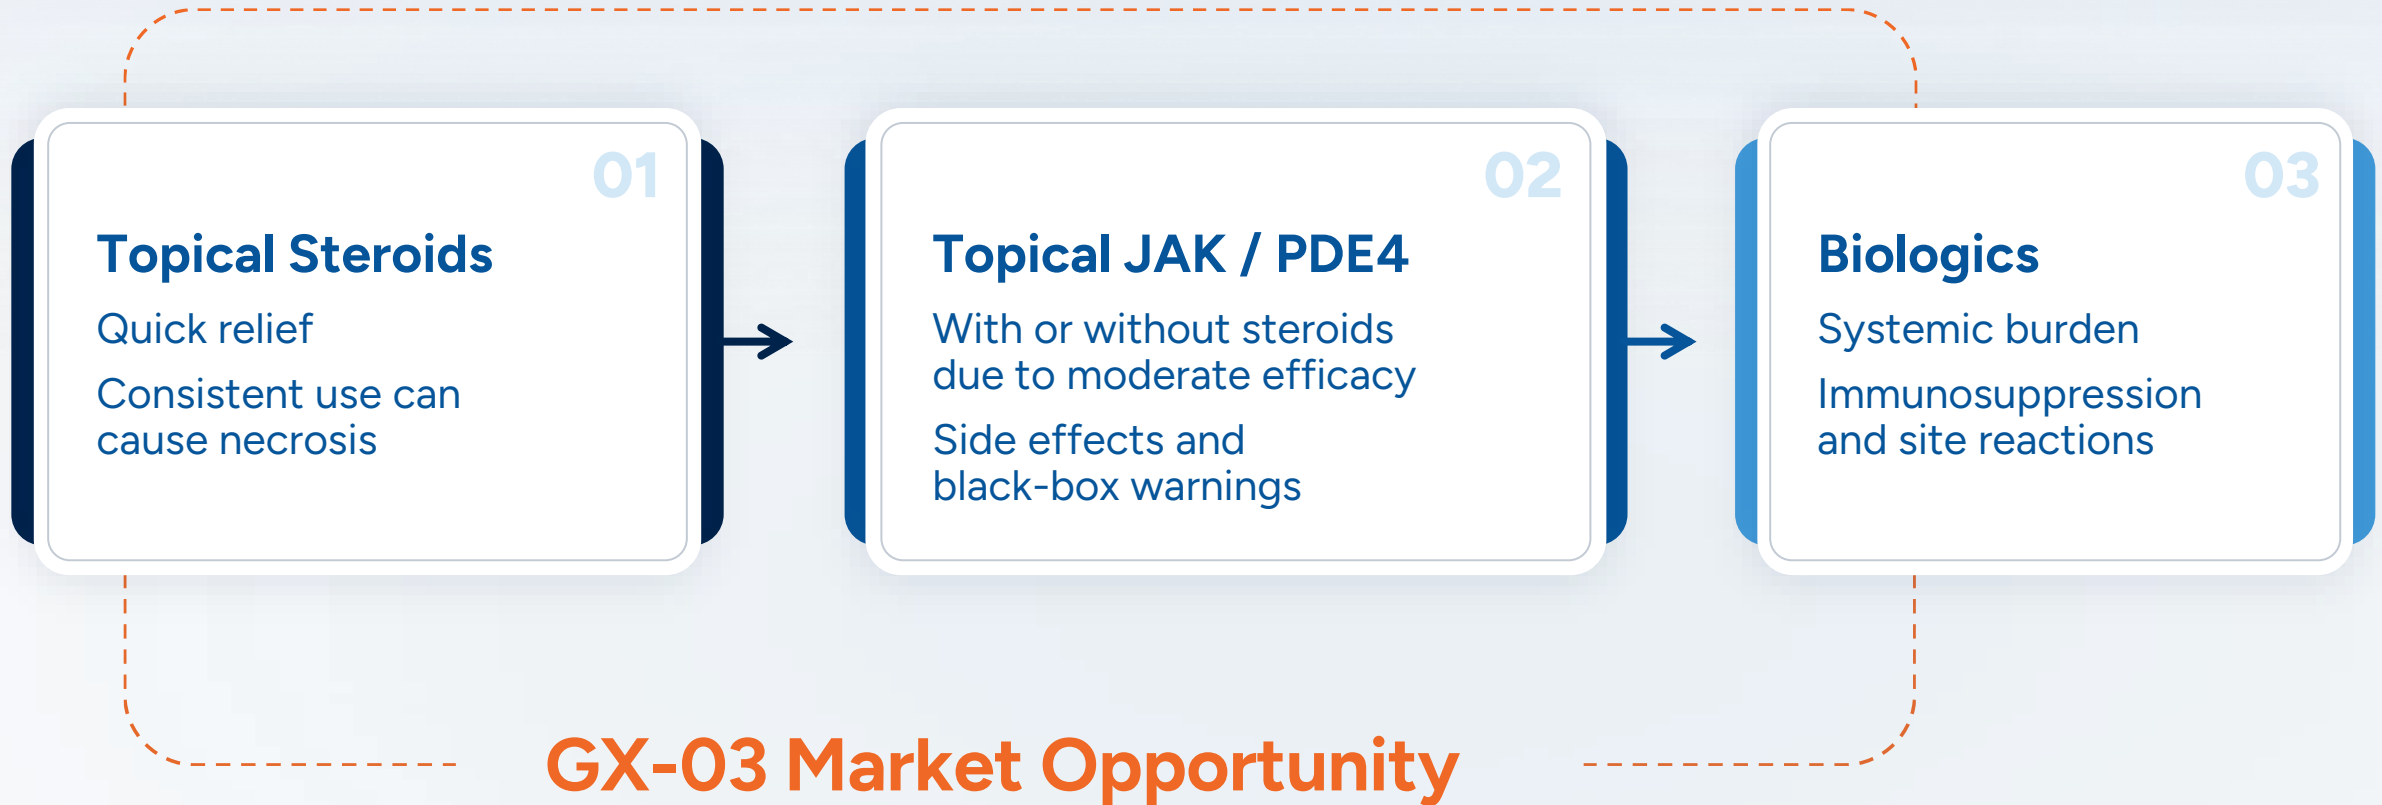 01
Topical Steroids
Quick relief
Consistent use can
cause necrosis
02
Topical JAK / PDE4
With or without steroids
due to moderate efficacy
Side effects and
black-box warnings
03
Biologics
Systemic burden
Immunosuppression
and site reactions
GX-03 Market Opportunity